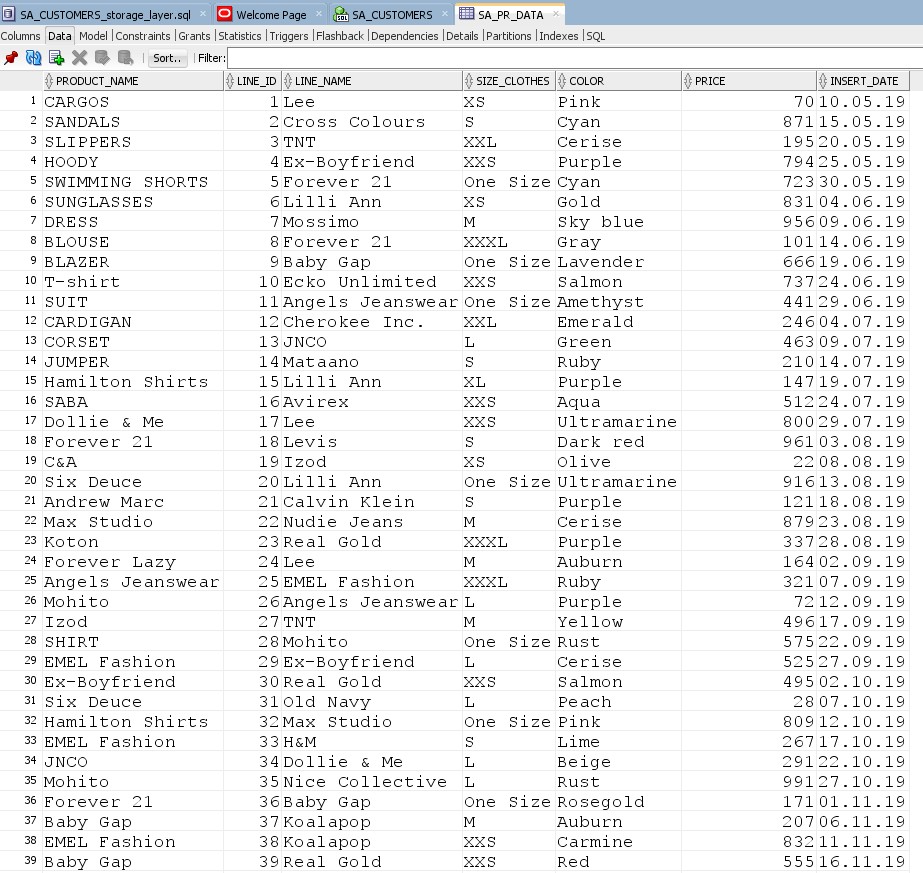 SA_CUSTOMERS_storage_layer.sql Welcome Page SA_CUSTOMERS SA_PR_DATA
Columns Data Model Constraints Grants Statistics Triggers Flashback Dependencies Details Partitions Indexes SQL
Sort.. Filter:
PRODUCT_NAME LINE_ID LINE_NAME SIZE_CLOTHES COLOR PRICE INSERT_DATE
1 CARGOS 1 Lee XS Pink 70 10.05.19
2 SANDALS 2 Cross Colours S Cyan 871 15.05.19
3 SLIPPERS 3 TNT XXL Cerise 195 20.05.19
4 HOODY 4 Ex-Boyfriend XXS Purple 794 25.05.19
5 SWIMMING SHORTS 5 Forever 21 One Size Cyan 723 30.05.19
6 SUNGLASSES 6 Lilli Ann XS Gold 831 04.06.19
7 DRESS 7 Mossimo M Sky blue 956 09.06.19
8 BLOUSE 8 Forever 21 XXXL Gray 101 14.06.19
9 BLAZER 9 Baby Gap One Size Lavender 666 19.06.19
10 T-shirt 10 Ecko Unlimited XXS Salmon 737 24.06.19
11 SUIT 11 Angels Jeanswear One Size Amethyst 441 29.06.19
12 CARDIGAN 12 Cherokee Inc. XXL Emerald 246 04.07.19
13 CORSET 13 JNCO L Green 463 09.07.19
14 JUMPER 14 Mataano S Ruby 210 14.07.19
15 Hamilton Shirts 15 Lilli Ann XL Purple 147 19.07.19
16 SABA 16 Avirex XXS Aqua 512 24.07.19
17 Dollie & Me 17 Lee XXS Ultramarine 800 29.07.19
18 Forever 21 18 Levis S Dark red 961 03.08.19
19 C&A 19 Izod XS Olive 22 08.08.19
20 Six Deuce 20 Lilli Ann One Size Ultramarine 916 13.08.19
21 Andrew Marc 21 Calvin Klein S Purple 121 18.08.19
22 Max Studio 22 Nudie Jeans M Cerise 879 23.08.19
23 Koton 23 Real Gold XXXL Purple 337 28.08.19
24 Forever Lazy 24 Lee M Auburn 164 02.09.19
25 Angels Jeanswear 25 EMEL Fashion XXXL Ruby 321 07.09.19
26 Mohito 26 Angels Jeanswear L Purple 72 12.09.19
27 Izod 27 TNT M Yellow 496 17.09.19
28 SHIRT 28 Mohito One Size Rust 575 22.09.19
29 EMEL Fashion 29 Ex-Boyfriend L Cerise 525 27.09.19
30 Ex-Boyfriend 30 Real Gold XXS Salmon 495 02.10.19
31 Six Deuce 31 Old Navy L Peach 28 07.10.19
32 Hamilton Shirts 32 Max Studio One Size Pink 809 12.10.19
33 EMEL Fashion 33 H&M S Lime 267 17.10.19
34 JNCO 34 Dollie & Me L Beige 291 22.10.19
35 Mohito 35 Nice Collective L Rust 991 27.10.19
36 Forever 21 36 Baby Gap One Size Rosegold 171 01.11.19
37 Baby Gap 37 Koalapop M Auburn 207 06.11.19
38 EMEL Fashion 38 Koalapop XXS Carmine 832 11.11.19
39 Baby Gap 39 Real Gold XXS Red 555 16.11.19